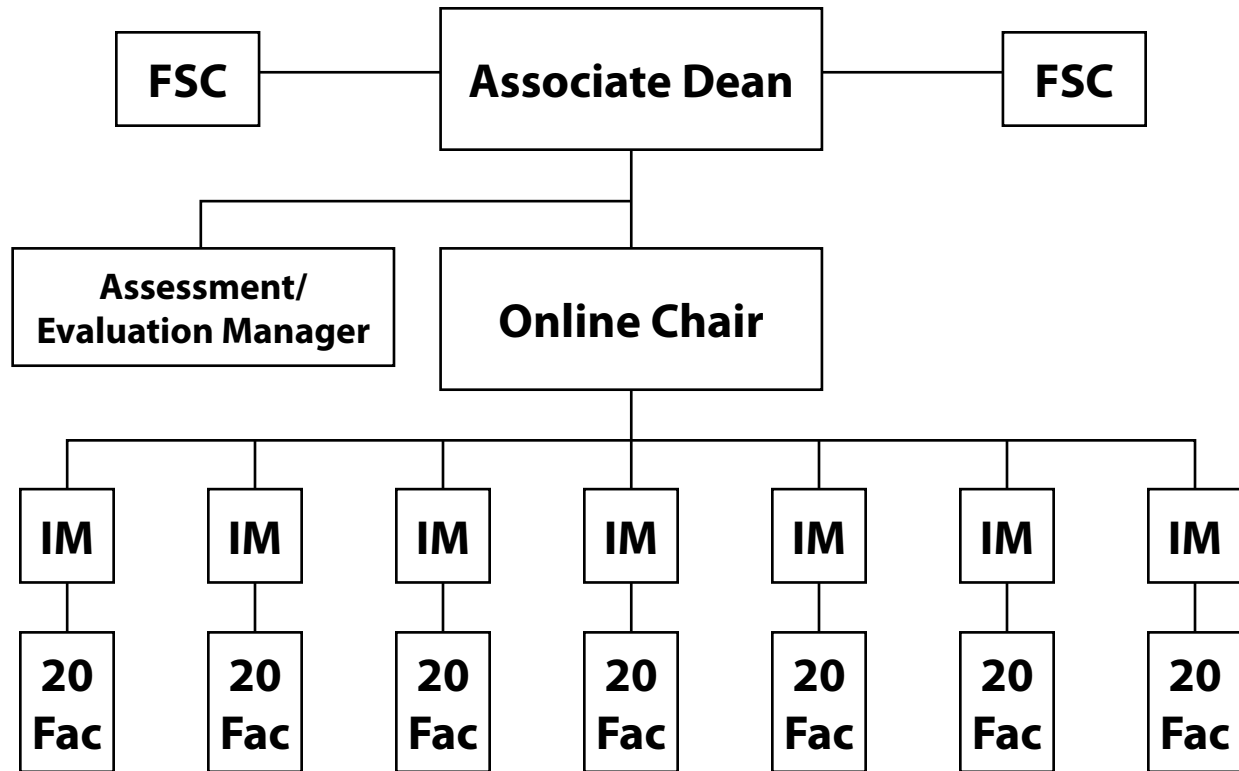 FSC
Associate Dean
FSC
Assessment/
Evaluation Manager
Online Chair
IM
IM
IM
IM
IM
IM
IM
20
Fac
20
Fac
20
Fac
20
Fac
20
Fac
20
Fac
20
Fac